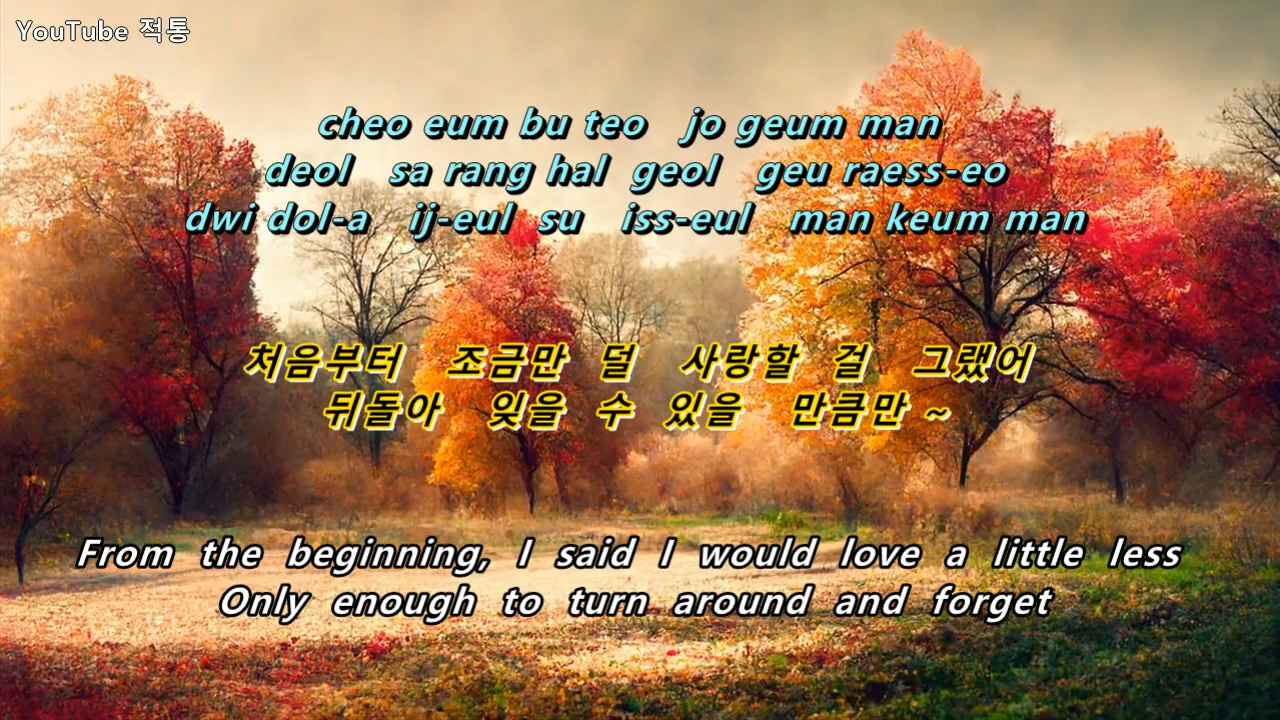 YouTube 적통
cheo eum bu teo jo geum man
deol sa rang hal geol geu raess-eo
dwi dol-a ij-eul su iss-eul man keum man
처음부터 조금만 덜 사랑할 걸 그랬어
뒤돌아 잊을 수 있을 만큼만 ~
From the beginning, I said I would love a little less
Only enough to turn around and forget